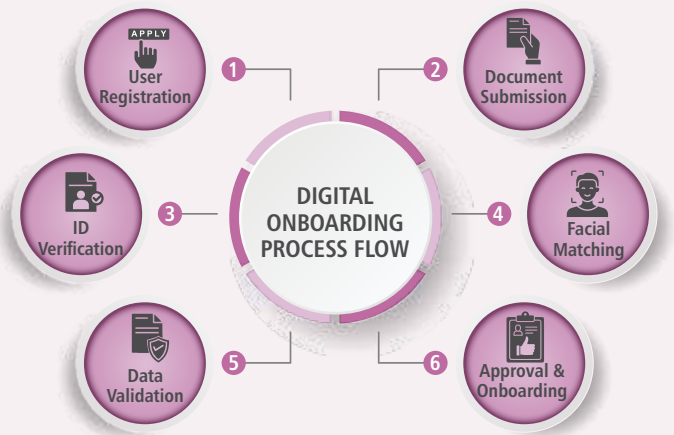 APPLY
User
Registration
1
2
Document
Submission
ID
Verification
3
DIGITAL
ONBOARDING
PROCESS FLOW
4
Facial
Matching
Data
Validation
5
6
Approval &
Onboarding